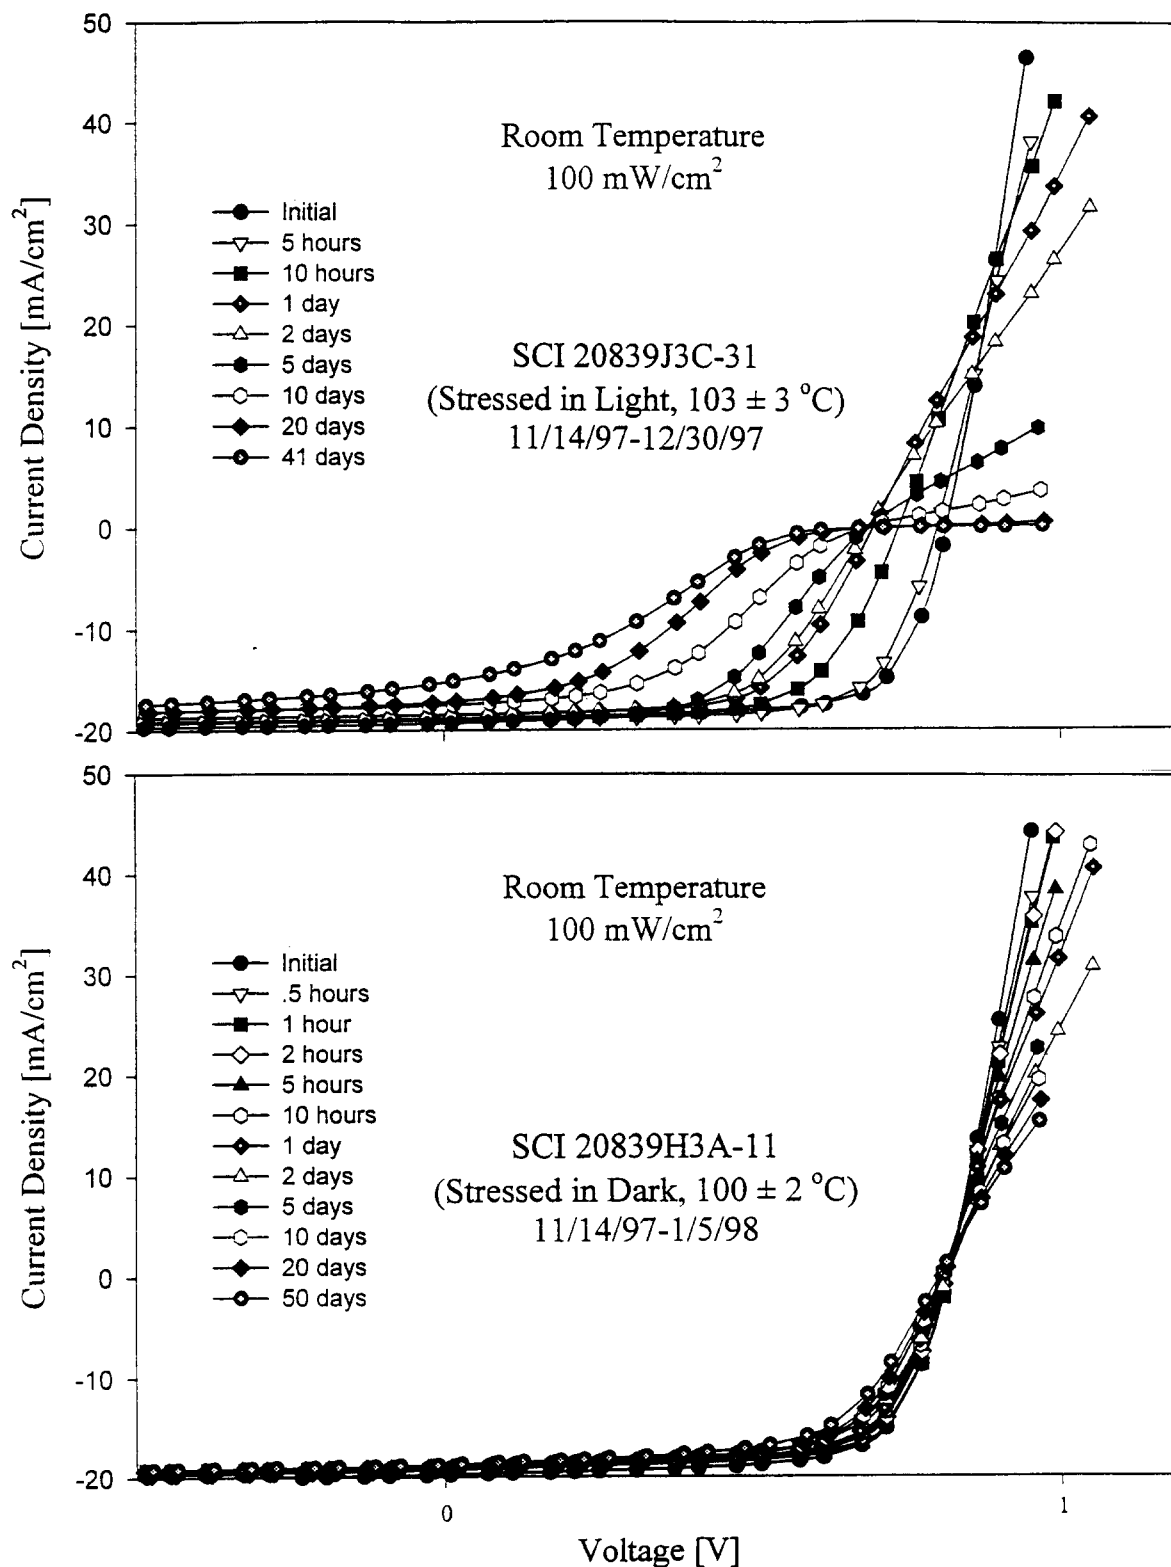 50
40
30
20
10
0
-10
-20
Current Density [mA/cm²]
Room Temperature
100 mW/cm²
Initial
5 hours
10 hours
1 day
2 days
5 days
10 days
20 days
41 days
SCI 20839J3C-31
(Stressed in Light, 103 ± 3 °C)
11/14/97-12/30/97
50
40
30
20
10
0
-10
-20
Current Density [mA/cm²]
Room Temperature
100 mW/cm²
Initial
.5 hours
1 hour
2 hours
5 hours
10 hours
1 day
2 days
5 days
10 days
20 days
50 days
SCI 20839H3A-11
(Stressed in Dark, 100 ± 2 °C)
11/14/97-1/5/98
0
1
Voltage [V]